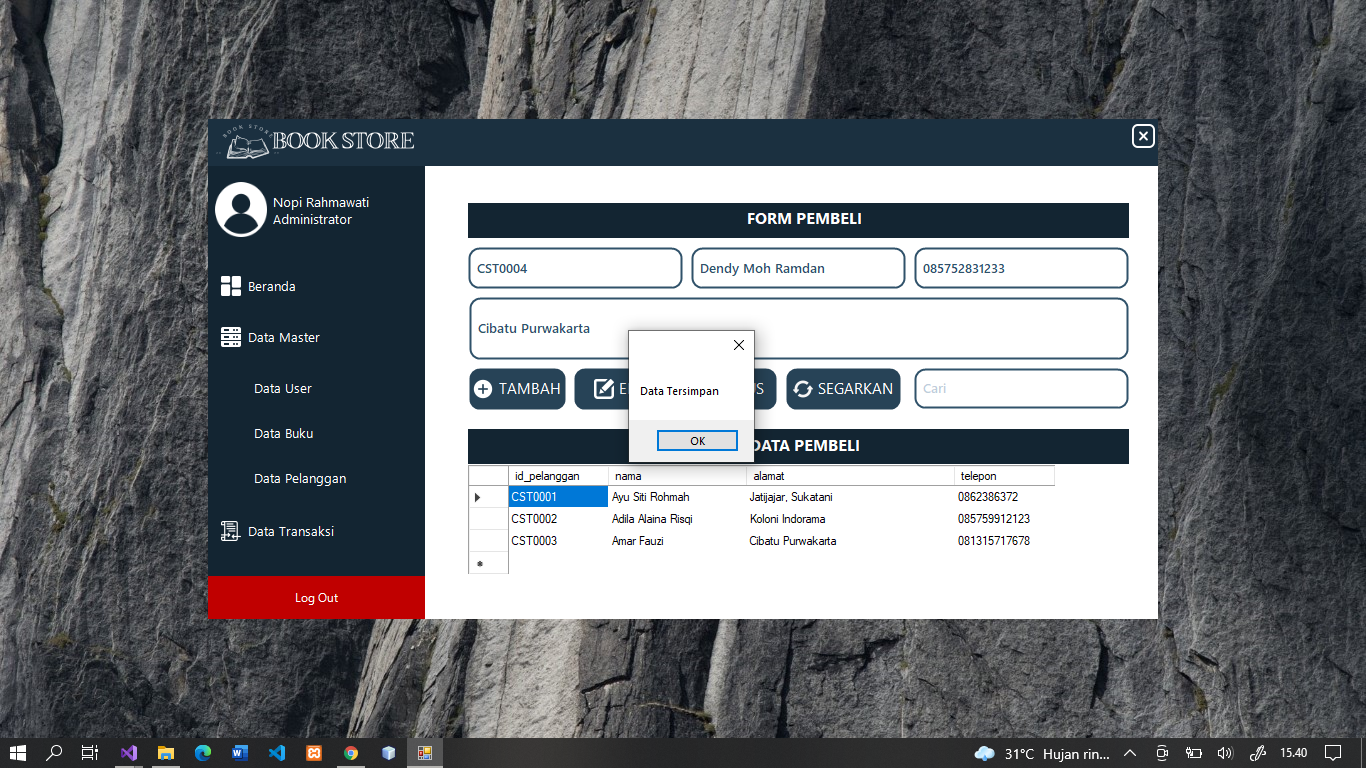 BOOK STORE
BOOK STORE
Nopi Rahmawati
Administrator
Beranda
Data Master
Data User
Data Buku
Data Pelanggan
Data Transaksi
Log Out
FORM PEMBELI
CST0004 Dendy Moh Ramdan 085752831233
Cibatu Purwakarta
TAMBAH SEGARKAN Cari
Data Tersimpan
OK
DATA PEMBELI
id_pelanggan nama alamat telepon
CST0001 Ayu Siti Rohmah Jatijajar, Sukatani 0862386372
CST0002 Adila Alaina Risqi Koloni Indorama 085759912123
CST0003 Amar Fauzi Cibatu Purwakarta 081315717678
31°C Hujan rin... 15.40